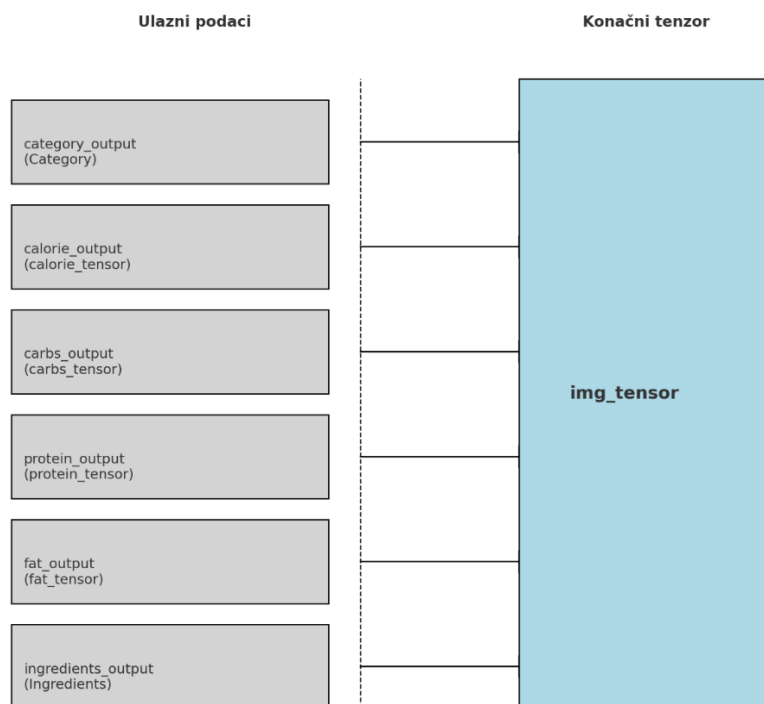 Ulazni podaci
Konačni tenzor
category_output
(Category)
calorie_output
(calorie_tensor)
carbs_output
(carbs_tensor)
protein_output
(protein_tensor)
fat_output
(fat_tensor)
ingredients_output
(Ingredients)
img_tensor